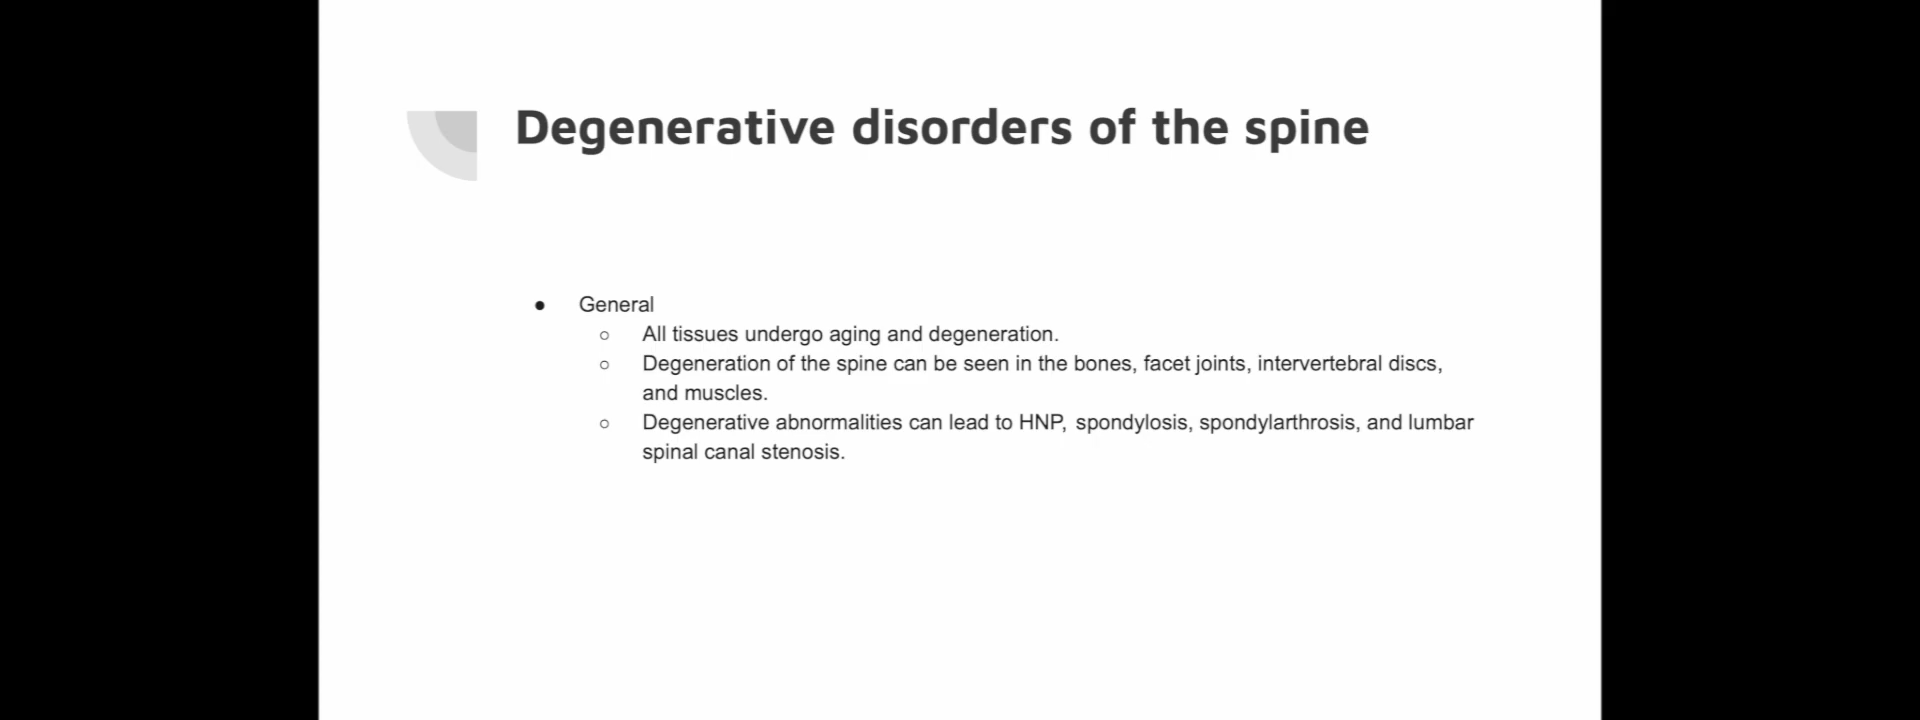 Degenerative disorders of the spine
● General
○ All tissues undergo aging and degeneration.
○ Degeneration of the spine can be seen in the bones, facet joints, intervertebral discs,
and muscles.
○ Degenerative abnormalities can lead to HNP, spondylosis, spondylarthrosis, and lumbar
spinal canal stenosis.